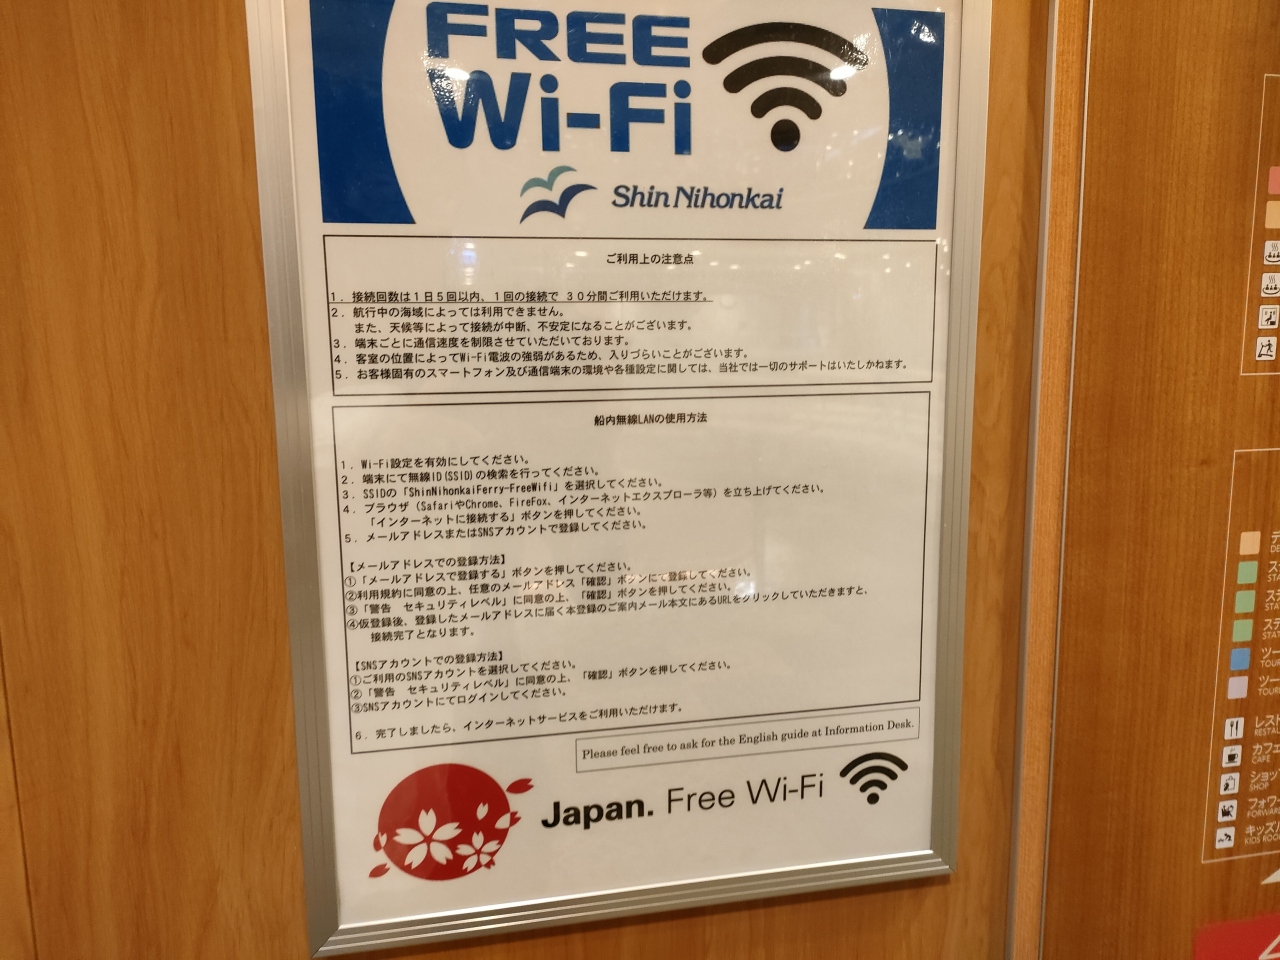 FREE
Wi-Fi
Shin Nihonkai
ご利用上の注意点
1. 接続回数は1日5回以内、1回の接続で 30分間ご利用いただけます。
2. 航行中の海域によっては利用できません。
また、天候等によって接続が中断、不安定になることがございます。
3. 端末ごとに通信速度を制限させていただいております。
4. 客室の位置によってWi-Fi電波の強弱があるため、入りづらいことがございます。
5. お客様固有のスマートフォン及び通信端末の環境や各種設定に関しては、当社では一切のサポートはいたしかねます。
船内無線LANの使用方法
1. Wi-Fi設定を有効にしてください。
2. 端末にて無線ID(SSID)の検索を行ってください。
3. SSIDの「ShinNihonkaiFerry-FreeWifi」を選択してください。
4. ブラウザ（SafariやChrome、FireFox、インターネットエクスプローラ等）を立ち上げてください。
「インターネットに接続する」ボタンを押してください。
5. メールアドレスまたはSNSアカウントで登録してください。
【メールアドレスでの登録方法】
①「メールアドレスで登録する」ボタンを押してください。
②利用規約に同意の上、任意のメールアドレス「確認」ボタンにて登録してください。
③「警告　セキュリティレベル」に同意の上、「確認」ボタンを押してください。
④仮登録後、登録したメールアドレスに届く本登録のご案内メール本文にあるURLをクリックしていただきますと、
接続完了となります。
【SNSアカウントでの登録方法】
①ご利用のSNSアカウントを選択してください。
②「警告　セキュリティレベル」に同意の上、「確認」ボタンを押してください。
③SNSアカウントにてログインしてください。
6. 完了しましたら、インターネットサービスをご利用いただけます。
Please feel free to ask for the English guide at Information Desk.
Japan. Free Wi-Fi
カフェ
CAFE
SHOP